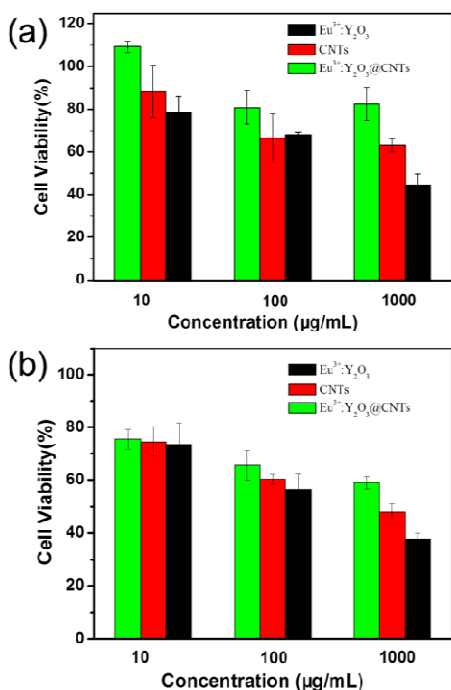 (a)
Eu³⁺:Y₂O₃
CNTs
Eu³⁺:Y₂O₃@CNTs
120
100
80
60
40
20
0
Cell Viability(%)
10 100 1000
Concentration (µg/mL)
(b)
Eu³⁺:Y₂O₃
CNTs
Eu³⁺:Y₂O₃@CNTs
100
80
60
40
20
0
Cell Viability(%)
10 100 1000
Concentration (µg/mL)